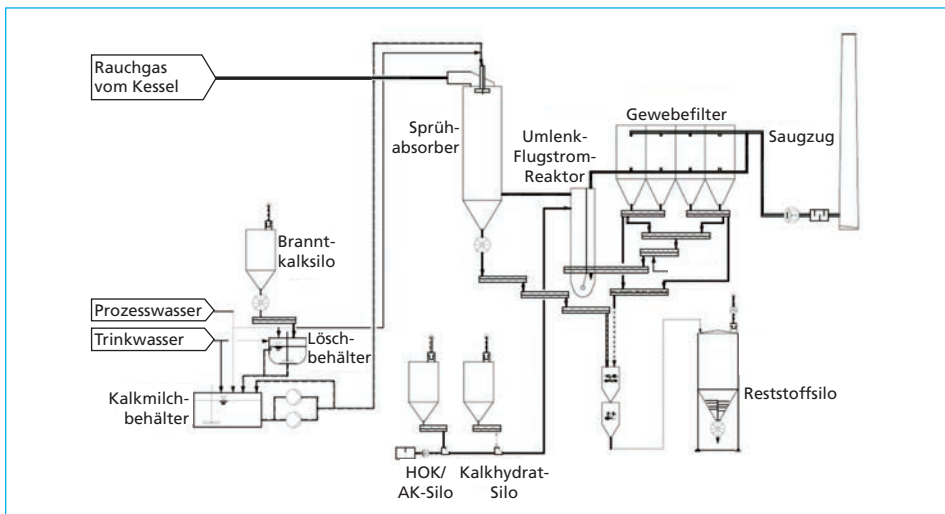 Rauchgas
vom Kessel
Sprüh-
absorber
Umlenk-
Flugstrom-
Reaktor
Gewebefilter
Saugzug
Brannt-
kalksilo
Prozesswasser
Trinkwasser
Lösch-
behälter
Kalkmilch-
behälter
HOK/
AK-Silo
Kalkhydrat-
Silo
Reststoffsilo